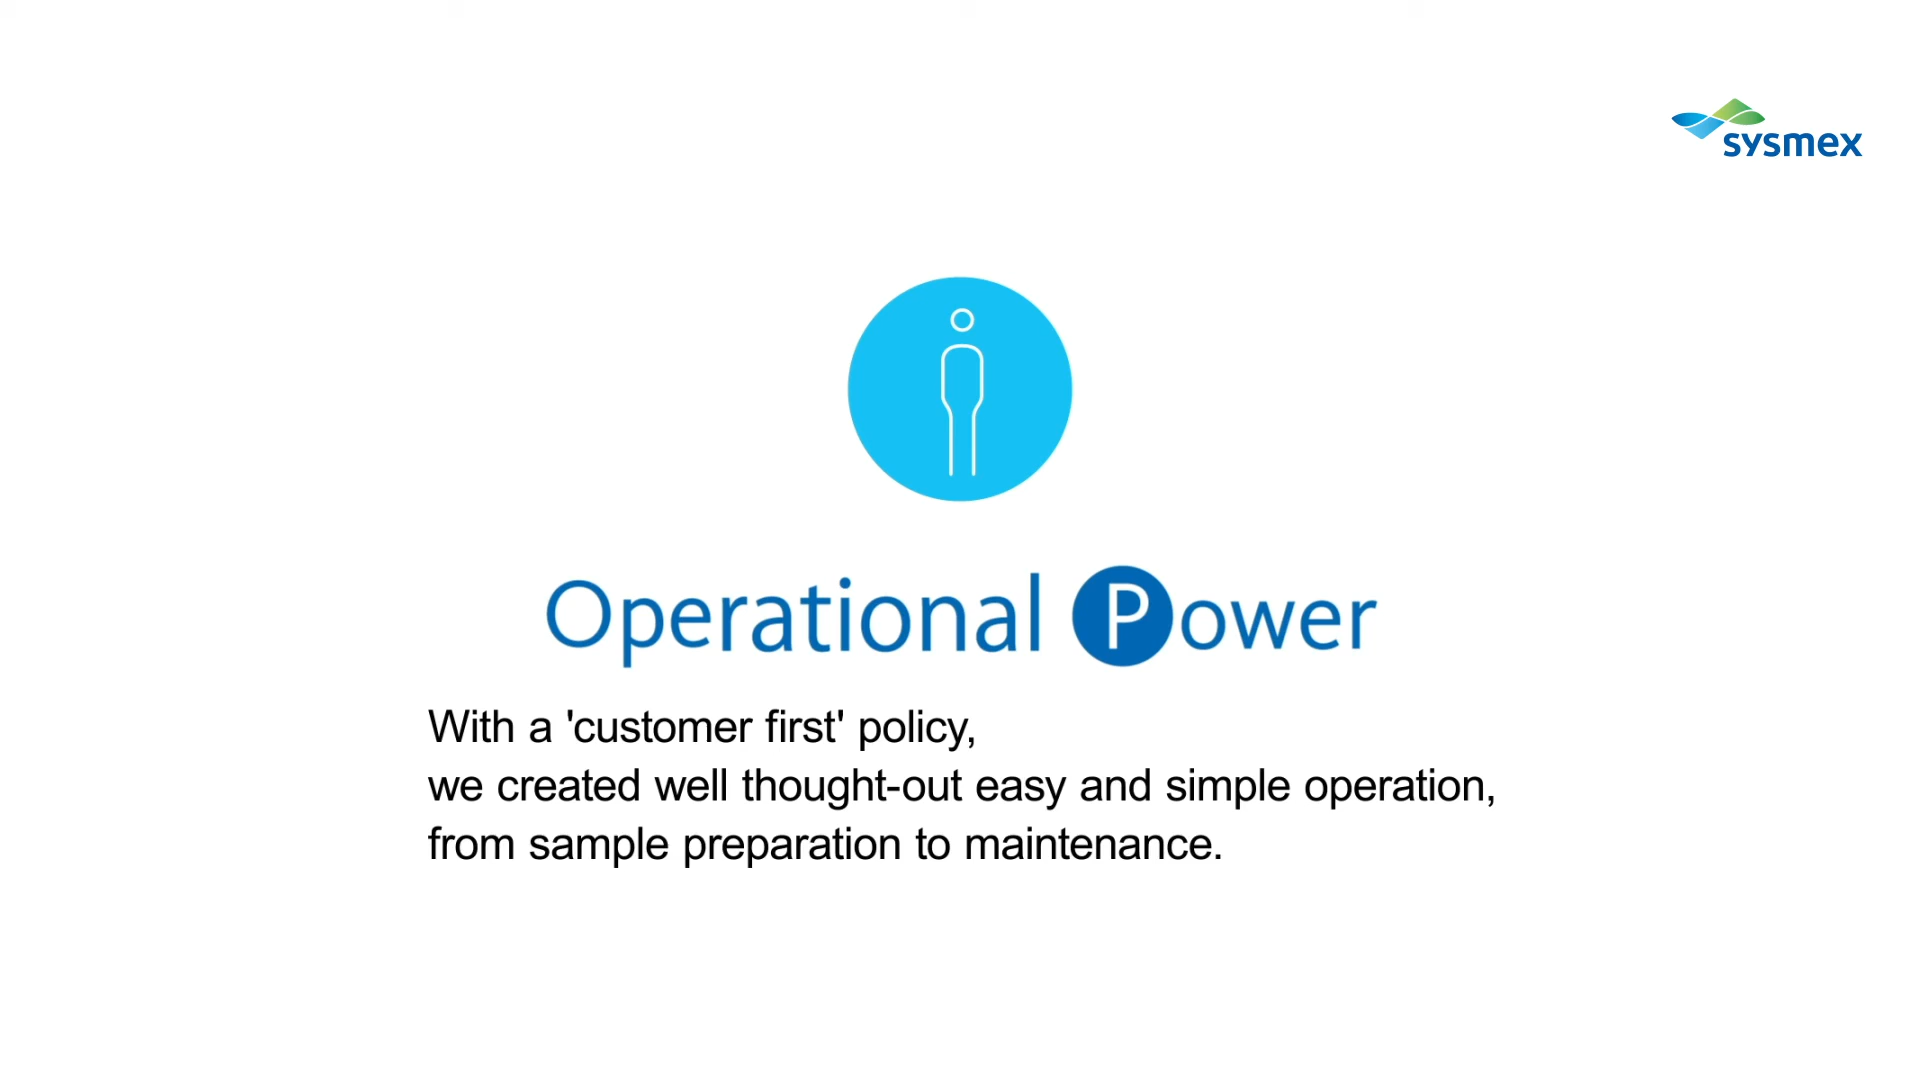 sysmex
Operational Power
With a 'customer first' policy,
we created well thought-out easy and simple operation,
from sample preparation to maintenance.